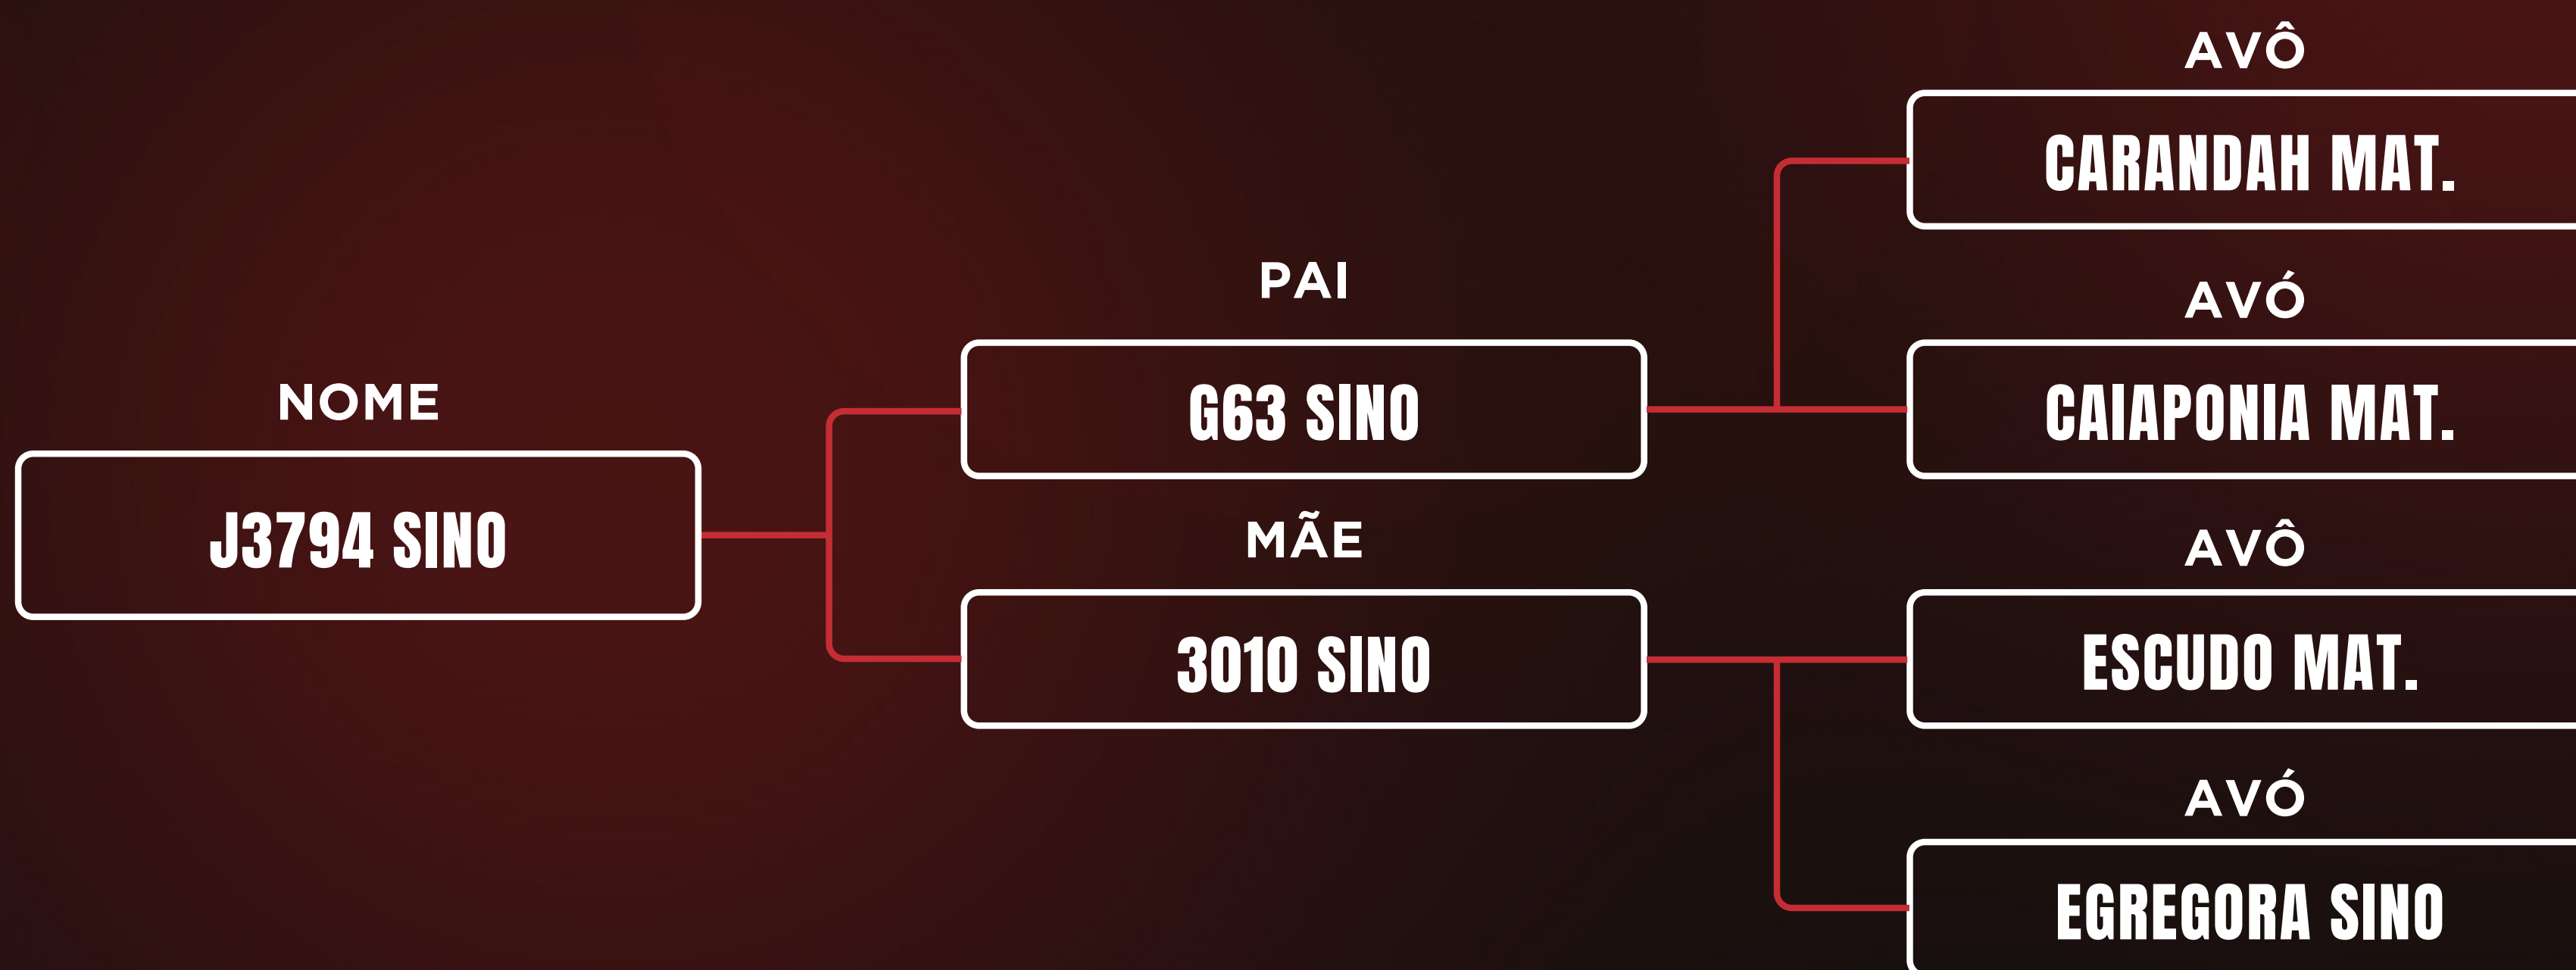 NOME
J3794 SINO
PAI
G63 SINO
MÃE
3010 SINO
AVÔ
CARANDAH MAT.
AVÓ
CAIAPONIA MAT.
AVÔ
ESCUDO MAT.
AVÓ
EGREGORA SINO